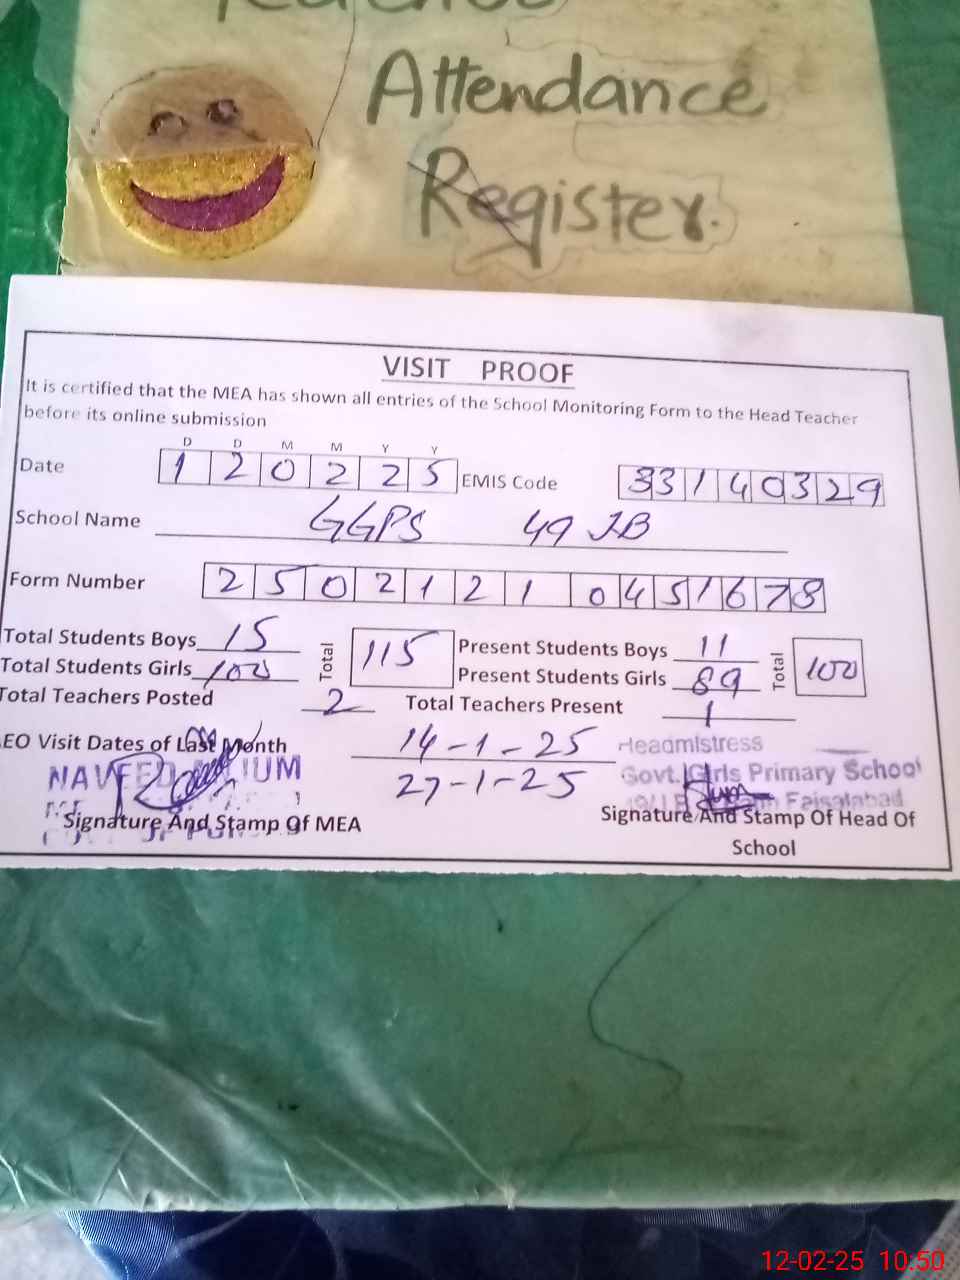 Attendance
Register.
VISIT PROOF
It is certified that the MEA has shown all entries of the School Monitoring Form to the Head Teacher
before its online submission
D D M M Y Y
Date 1 2 0 2 2 5 EMIS Code 3 3 1 4 0 3 2 9
School Name GGPS 49 JB
Form Number 2 5 0 2 1 2 1 0 4 5 1 6 7 8
Total Students Boys 15 Total 115 Present Students Boys 11 Total 100
Total Students Girls 100 Present Students Girls 89
Total Teachers Posted 2 Total Teachers Present 1
EO Visit Dates of Last Month 14-1-25
27-1-25
Headmistress
Govt. Girls Primary School
Faisalabad
NAVEED
Signature And Stamp Of MEA
Signature And Stamp Of Head Of
School
12-02-25 10:50